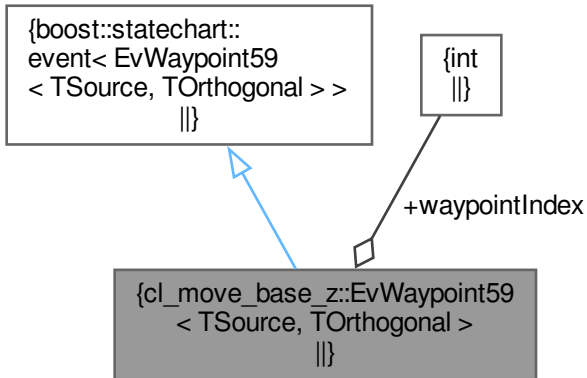 {boost::statechart::
event< EvWaypoint59
< TSource, TOrthogonal > >
||}
{int
||}
+waypointIndex
{cl_move_base_z::EvWaypoint59
< TSource, TOrthogonal >
||}